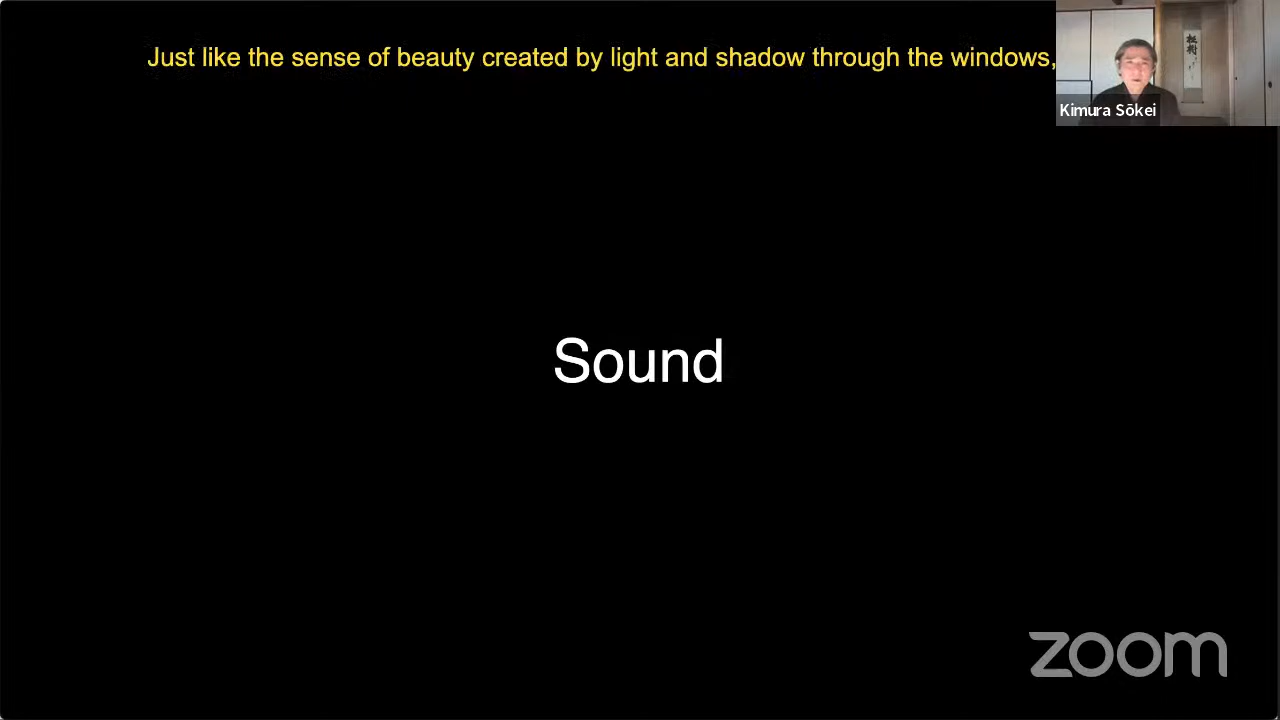 Just like the sense of beauty created by light and shadow through the windows,
Kimura Sōkei
Sound
zoom